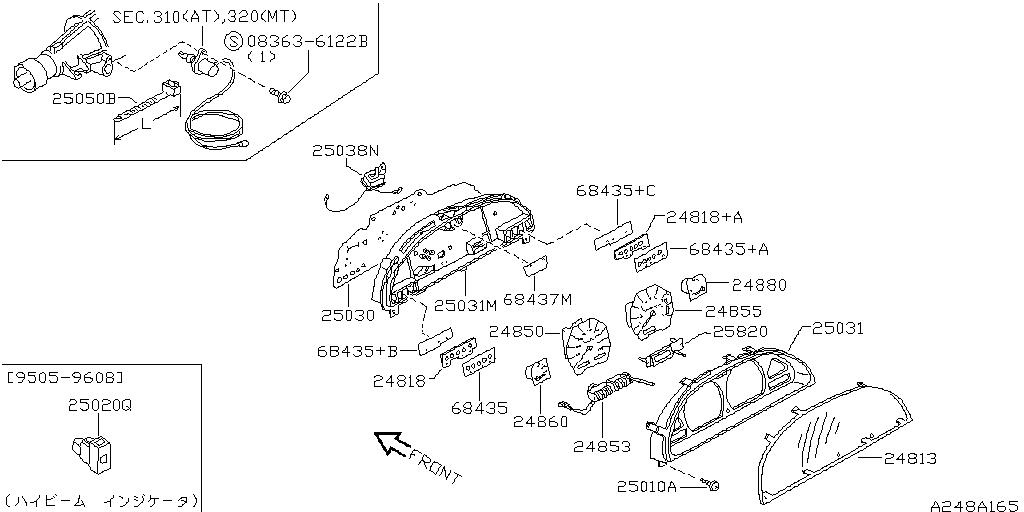 SEC.310(AT),320(MT)
Ⓢ08363-6122B
(1)
25050B
L
25038N
68435+C
24818+A
68435+A
24880
25030
25031M
68437M
24855
24850
25820
25031
68435+B
24818
68435
24860
24853
[9505-9608]
25020Q
(ハイビーム インジケータ)
FRONT
25010A
24813
A248A165